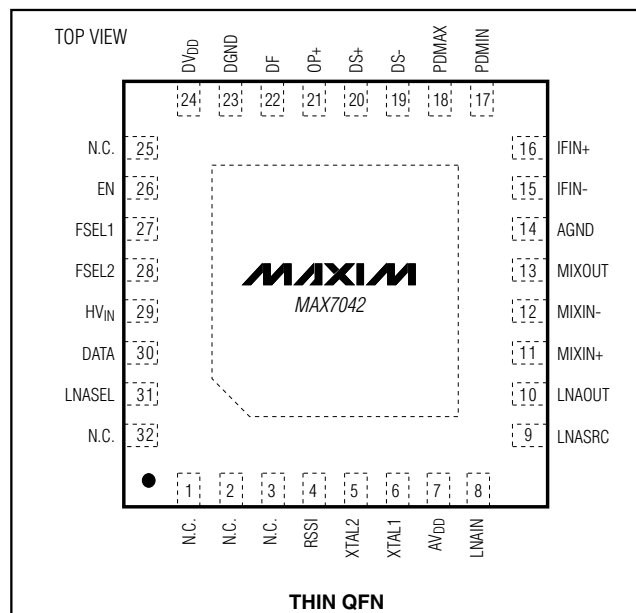 TOP VIEW
DVDD
DGND
DF
OP+
DS+
DS-
PDMAX
PDMIN
24 23 22 21 20 19 18 17
N.C. 25
EN 26
FSEL1 27
FSEL2 28
HVIN 29
DATA 30
LNASEL 31
N.C. 32
16 IFIN+
15 IFIN-
14 AGND
13 MIXOUT
12 MIXIN-
11 MIXIN+
10 LNAOUT
9 LNASRC
MAXIM
MAX7042
1 2 3 4 5 6 7 8
N.C.
N.C.
N.C.
RSSI
XTAL2
XTAL1
AVDD
LNAIN
THIN QFN